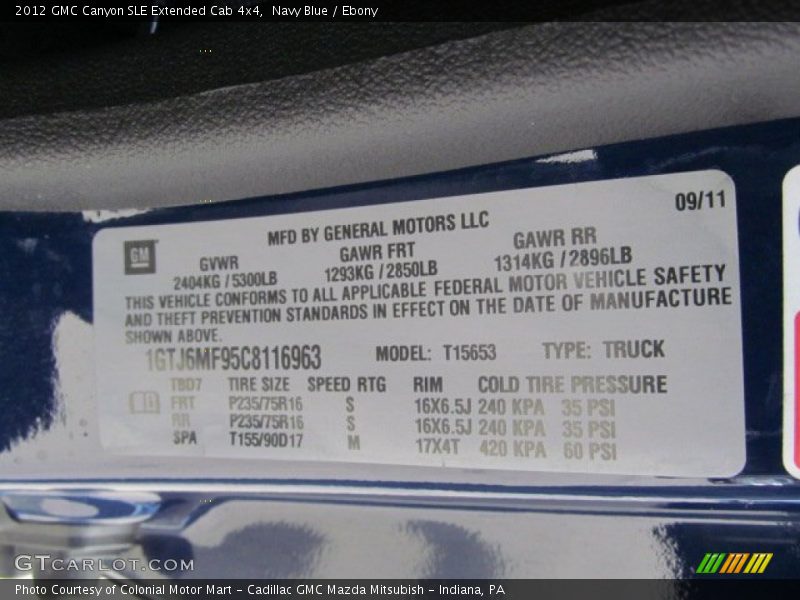 2012 GMC Canyon SLE Extended Cab 4x4, Navy Blue / Ebony
09/11
MFD BY GENERAL MOTORS LLC
GM
GVWR GAWR FRT GAWR RR
2404KG / 5300LB 1293KG / 2850LB 1314KG / 2896LB
THIS VEHICLE CONFORMS TO ALL APPLICABLE FEDERAL MOTOR VEHICLE SAFETY
AND THEFT PREVENTION STANDARDS IN EFFECT ON THE DATE OF MANUFACTURE
SHOWN ABOVE.
1GTJ6MF95C8116963 MODEL: T15653 TYPE: TRUCK
TBD7 TIRE SIZE SPEED RTG RIM COLD TIRE PRESSURE
FRT P235/75R16 S 16X6.5J 240 KPA 35 PSI
RR P235/75R16 S 16X6.5J 240 KPA 35 PSI
SPA T155/90D17 M 17X4T 420 KPA 60 PSI
GTCARLOT.COM
Photo Courtesy of Colonial Motor Mart - Cadillac GMC Mazda Mitsubish - Indiana, PA